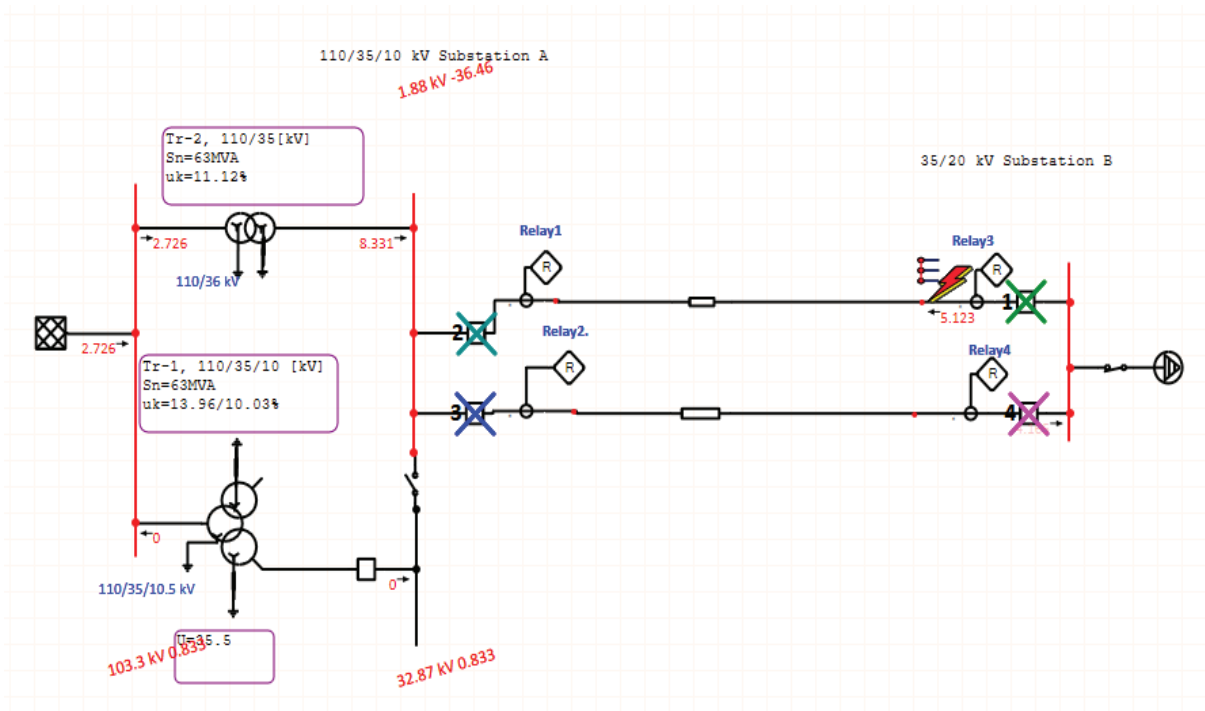 110/35/10 kV Substation A
1.88 kV -36.46
Tr-2, 110/35[kV]
Sn=63MVA
uk=11.12%
35/20 kV Substation B
Relay1
Relay3
R
R
2.726
8.331
110/36 kV
1
5.123
2
Relay2.
2.726
Relay4
Tr-1, 110/35/10 [kV]
Sn=63MVA
uk=13.96/10.03%
R
R
3
4
0
0
110/35/10.5 kV
U=35.5
103.3 kV 0.833
32.87 kV 0.833